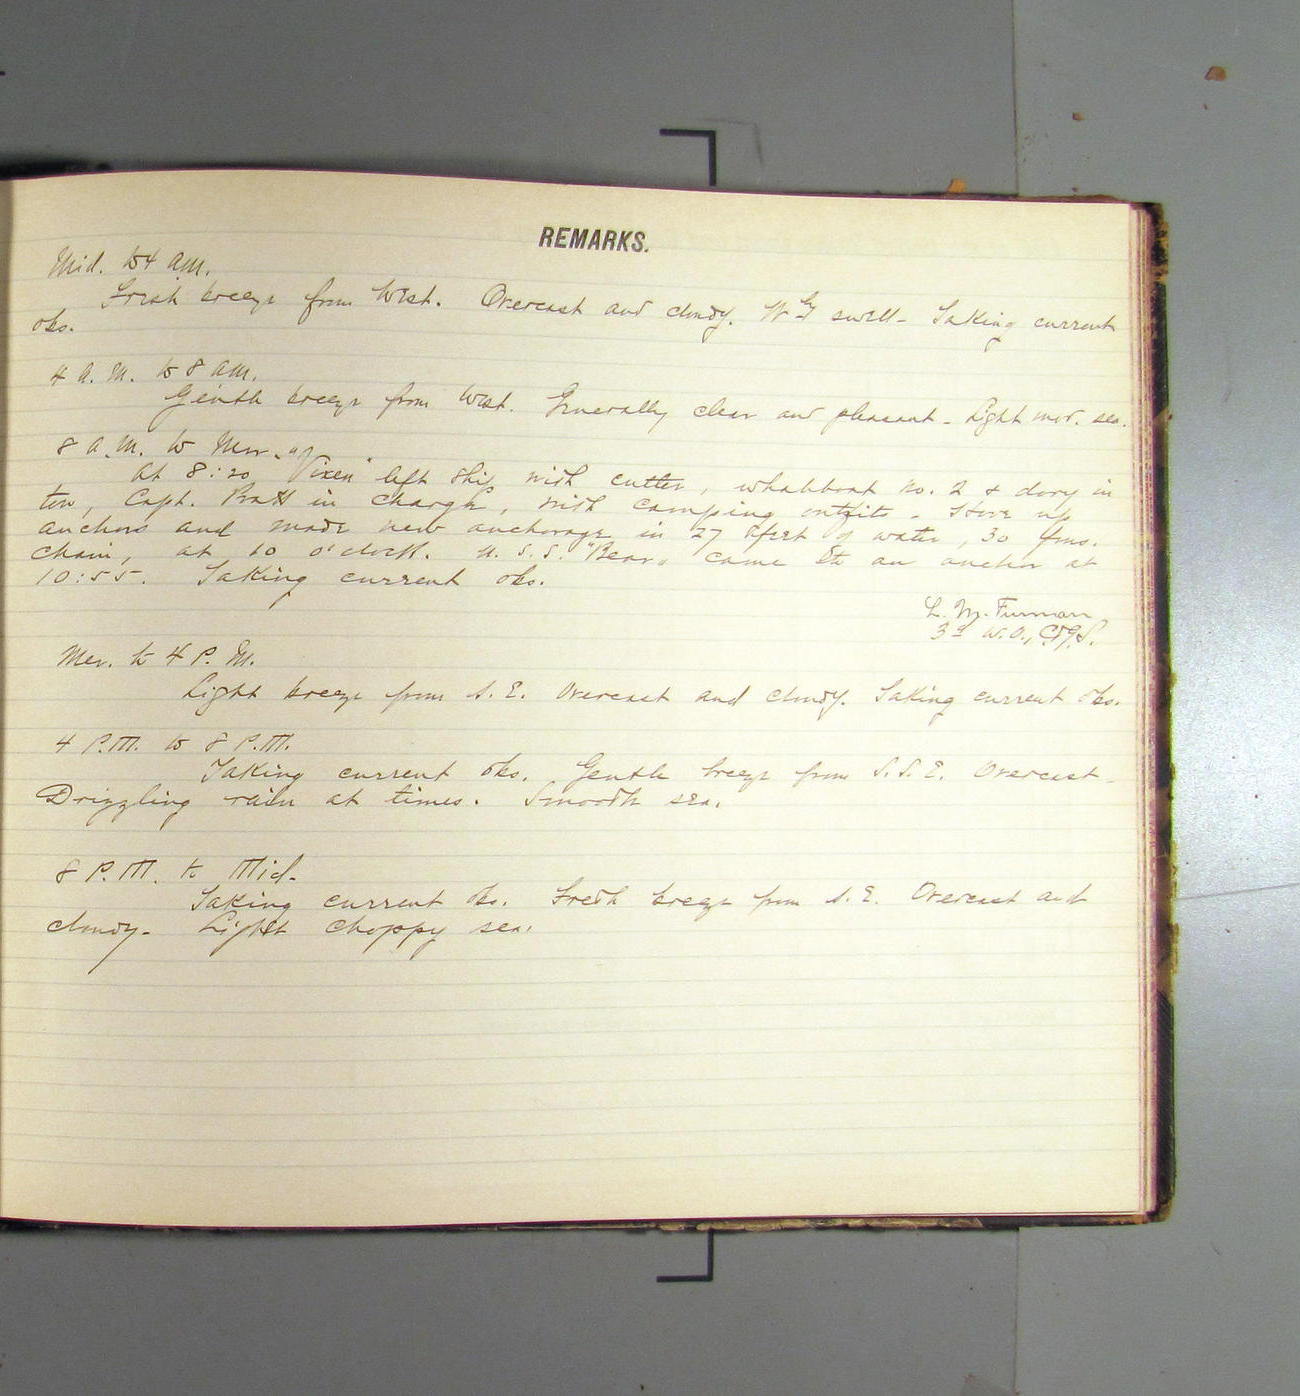 REMARKS.
Mid. to 4 a.m.
Fresh breeze from West. Overcast and cloudy. W'ly swell - Taking current
obs.
4 a.m. to 8 a.m.
Gentle breeze from West. Generally clear and pleasant - Light mod. sea.
8 a.m. to Mer.
At 8:20 "Vixen" left ship with cutter, whaleboat No. 2 & dory in
tow, Capt. Pratt in charge, with camping outfits. Hove up
anchor and made new anchorage in 27 feet of water, 30 fms.
chain, at 10 o'clock. U.S.S. "Bear" came to an anchor at
10:55. Taking current obs.
L. M. Furman
3d W.O., C.&G.S.
Mer. to 4 P.M.
Light breeze from S.E. Overcast and cloudy. Taking current obs.
4 P.M. to 8 P.M.
Taking current obs. Gentle breeze from S.S.E. Overcast -
Drizzling rain at times. Smooth sea.
8 P.M. to Mid.
Taking current obs. Fresh breeze from S.E. Overcast and
cloudy - Light choppy sea.